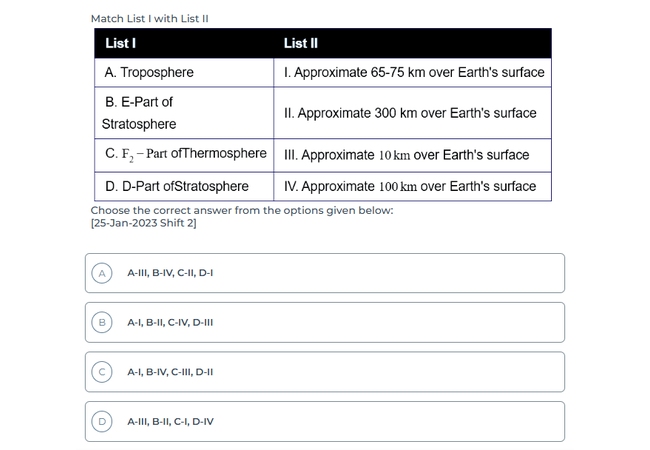 Match List I with List II
List I List II
A. Troposphere I. Approximate 65-75 km over Earth's surface
B. E-Part of
Stratosphere II. Approximate 300 km over Earth's surface
C. F₂ – Part ofThermosphere III. Approximate 10 km over Earth's surface
D. D-Part ofStratosphere IV. Approximate 100 km over Earth's surface
Choose the correct answer from the options given below:
[25-Jan-2023 Shift 2]
A A-III, B-IV, C-II, D-I
B A-I, B-II, C-IV, D-III
C A-I, B-IV, C-III, D-II
D A-III, B-II, C-I, D-IV